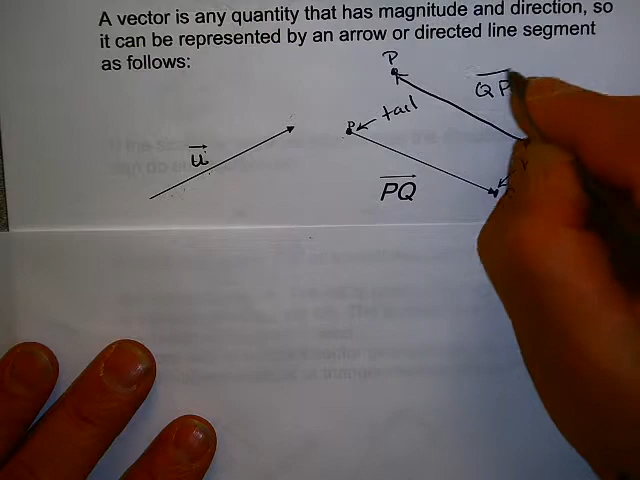 A vector is any quantity that has magnitude and direction, so
it can be represented by an arrow or directed line segment
as follows:
P
QP
P
tail
u
PQ